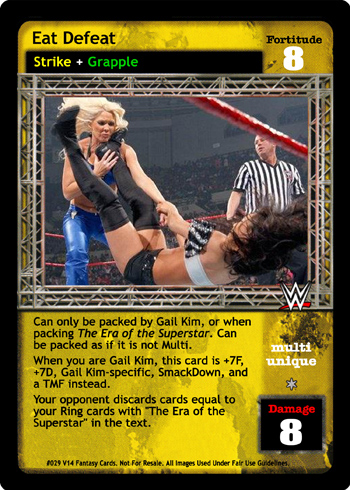 Eat Defeat
Fortitude
8
Strike + Grapple
W
Can only be packed by Gail Kim, or when
packing The Era of the Superstar. Can
be packed as if it is not Multi.
When you are Gail Kim, this card is +7F,
+7D, Gail Kim-specific, SmackDown, and
a TMF instead.
Your opponent discards cards equal to
your Ring cards with "The Era of the
Superstar" in the text.
multi
unique
Damage
8
#029 V14 Fantasy Cards. Not For Resale. All Images Used Under Fair Use Guidelines.